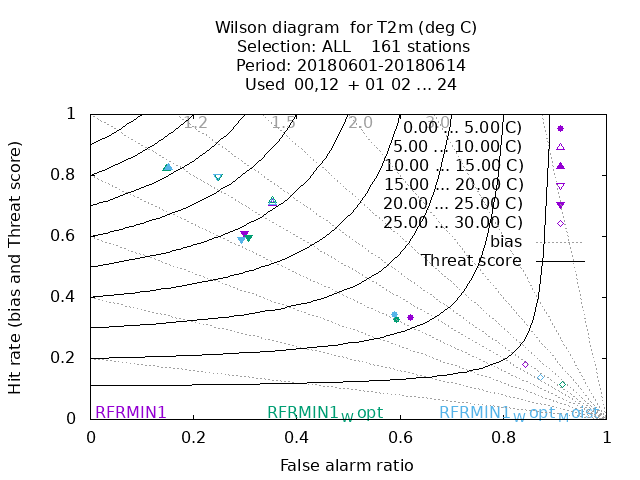 Wilson diagram  for T2m (deg C)
Selection: ALL    161 stations
Period: 20180601-20180614
Used  00,12  + 01 02 ... 24
1.2 1.5 2.0 3.0
0.00 ... 5.00 C)
5.00 ... 10.00 C)
10.00 ... 15.00 C)
15.00 ... 20.00 C)
20.00 ... 25.00 C)
25.00 ... 30.00 C)
bias
Threat score
Hit rate (bias and Threat score)
1
0.8
0.6
0.4
0.2
0
RFRMIN1 RFRMIN1_W opt RFRMIN1_W opt
0 0.2 0.4 0.6 0.8 1
False alarm ratio